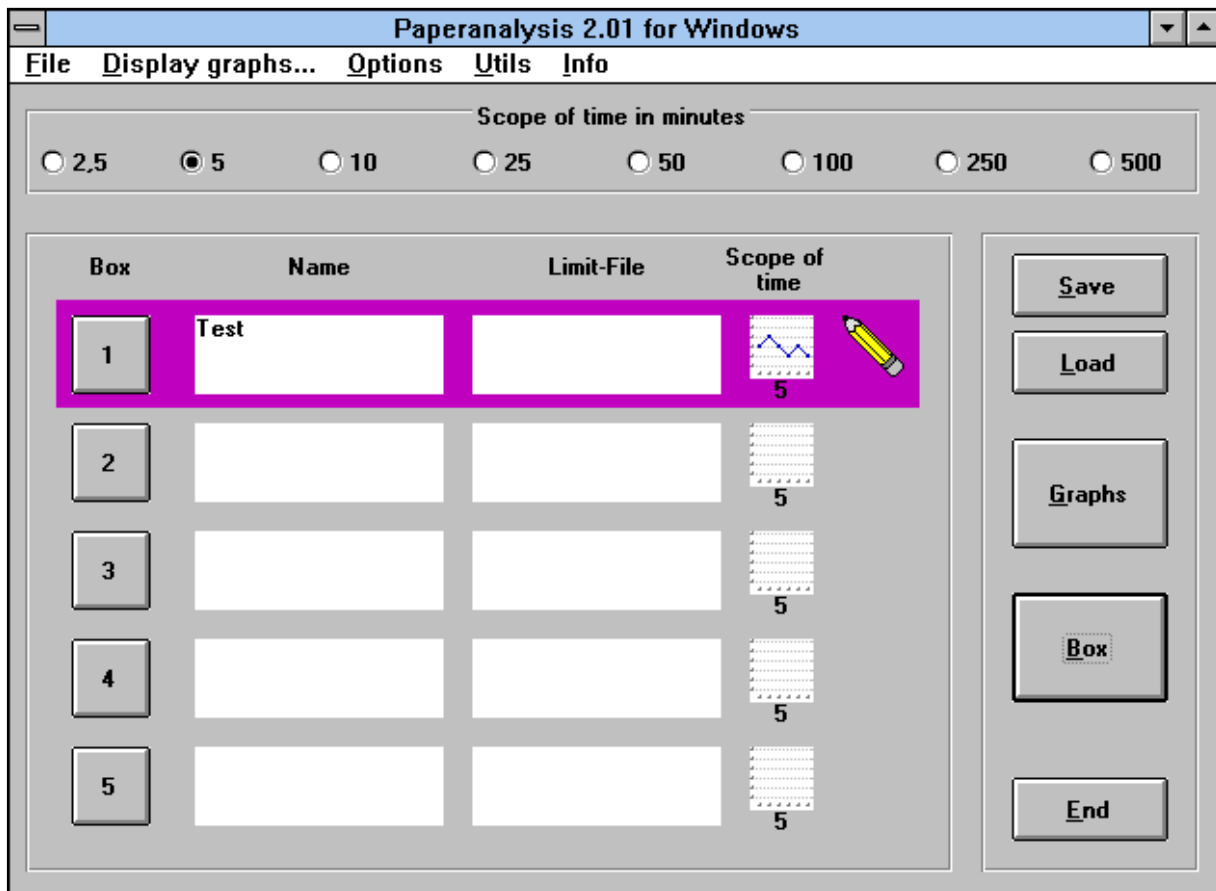 Paperanalysis 2.01 for Windows
File Display graphs... Options Utils Info
Scope of time in minutes
2,5 5 10 25 50 100 250 500
Box Name Limit-File Scope of
time
1 Test
5
2
5
3
5
4
5
5
5
Save
Load
Graphs
Box
End